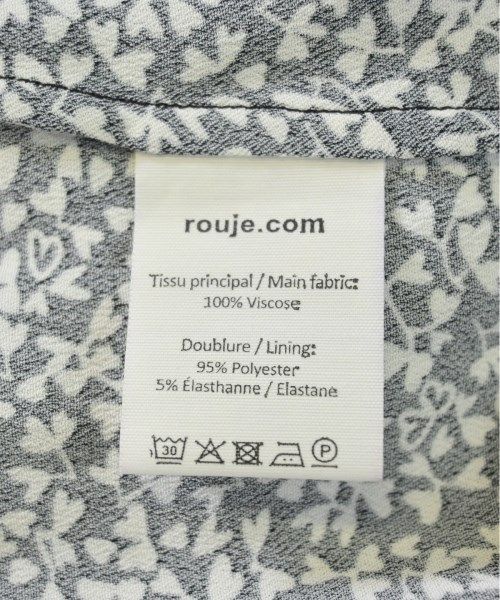 rouje.com
Tissu principal / Main fabric:
100% Viscose
Doublure / Lining:
95% Polyester
5% Élasthanne / Elastane
30 P